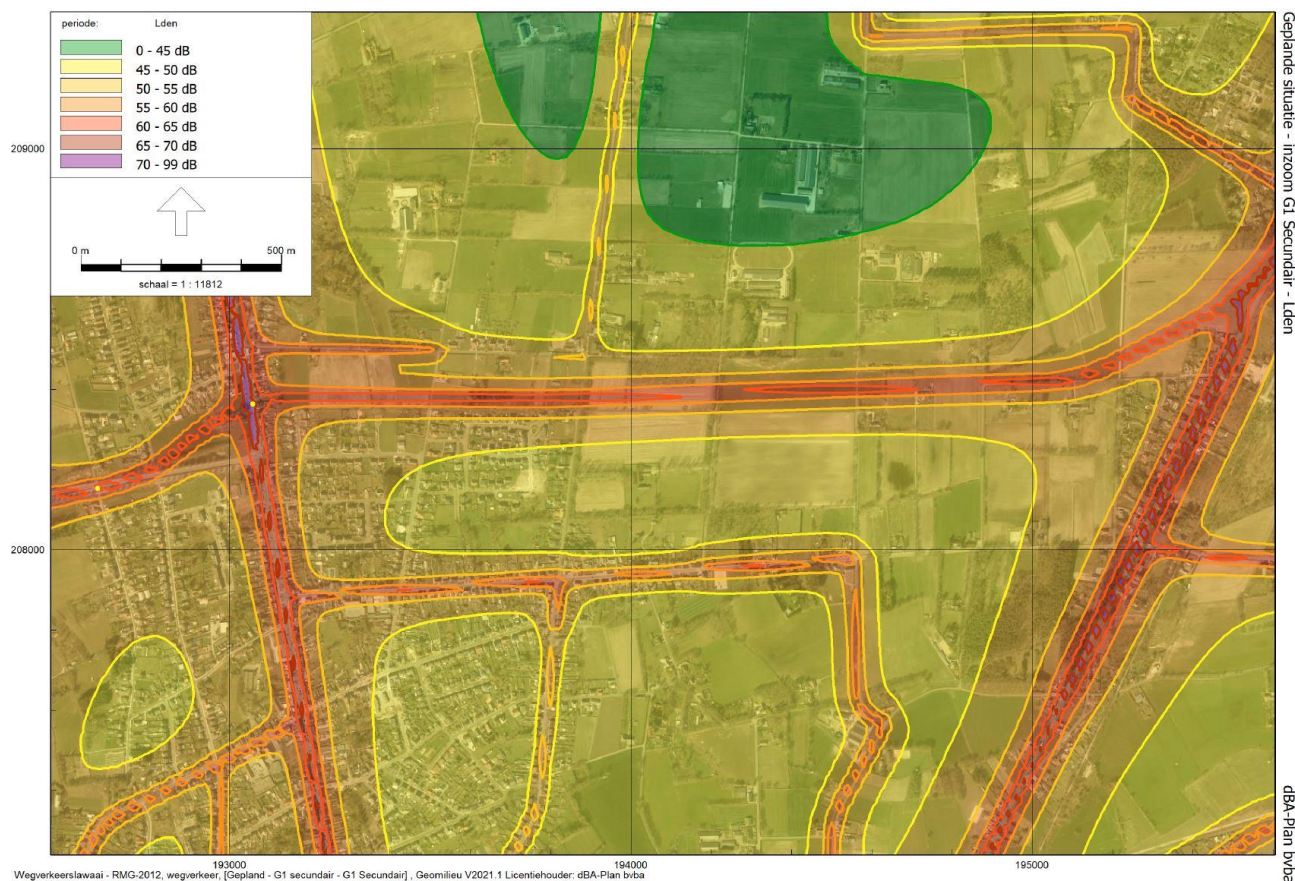 periode: Lden
0 - 45 dB
45 - 50 dB
50 - 55 dB
55 - 60 dB
60 - 65 dB
65 - 70 dB
70 - 99 dB
0 m 500 m
schaal = 1 : 11812
209000
208000
193000 194000 195000
Geplande situatie - inzoom G1 Secundair - Lden
dBA-Plan bvba
Wegverkeerslawaai - RMG-2012, wegverkeer, [Gepland - G1 secundair - G1 Secundair] , Geomilieu V2021.1 Licentiehouder: dBA-Plan bvba